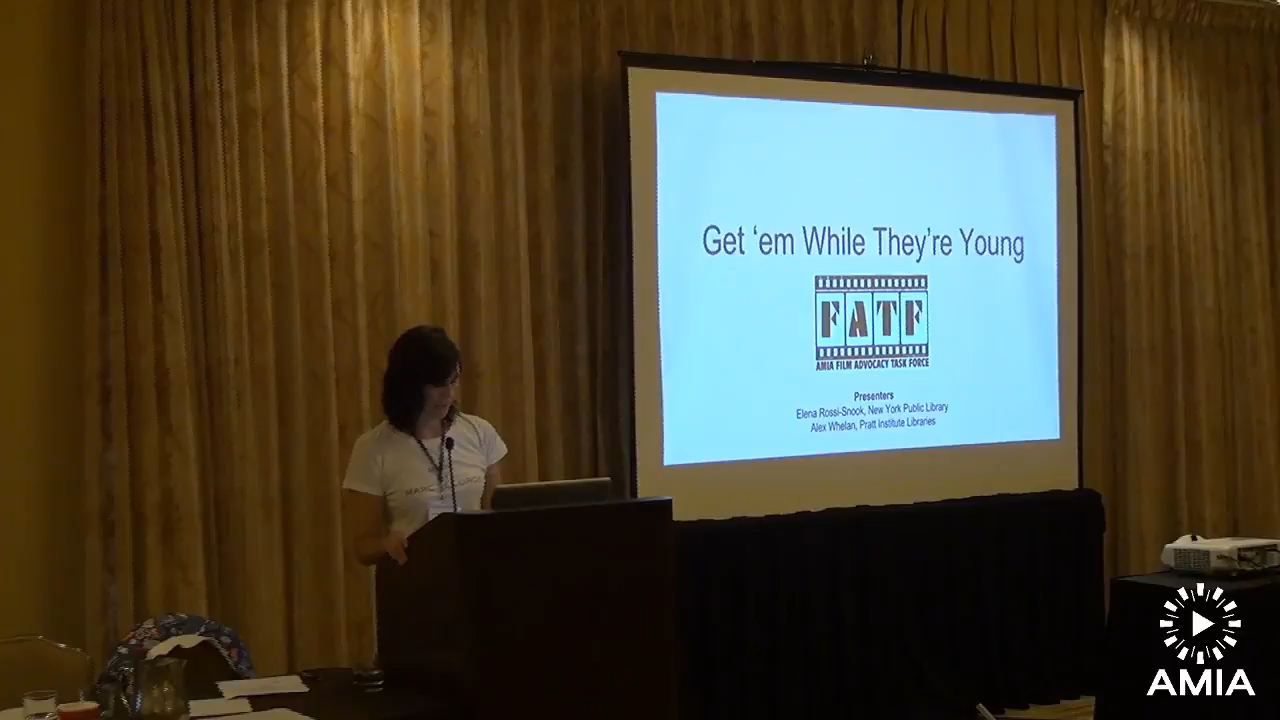 Get ‘em While They’re Young
FATF
AMIA FILM ADVOCACY TASK FORCE
Presenters
Elena Rossi-Snook, New York Public Library
Alex Whelan, Pratt Institute Libraries
AMIA